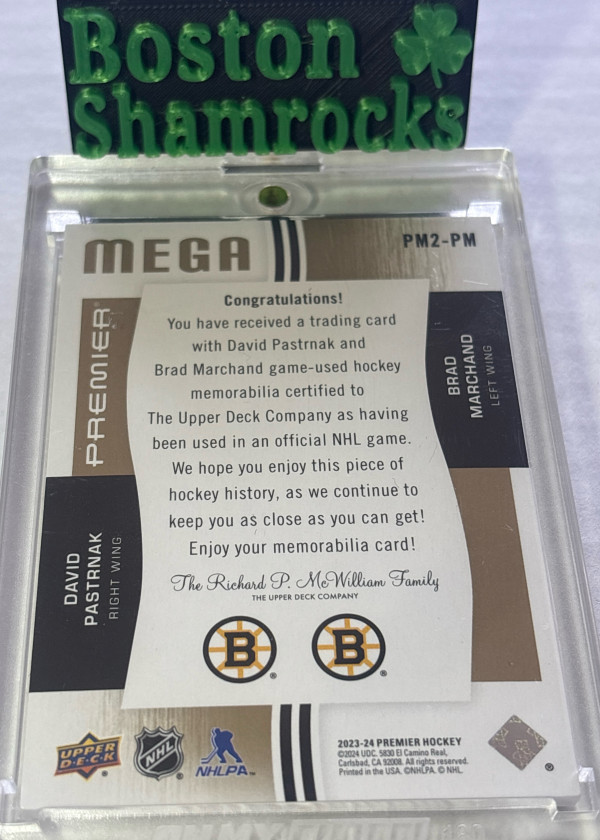 Boston
Shamrocks
MEGA
PM2-PM
PREMIER
Congratulations!
You have received a trading card
with David Pastrnak and
Brad Marchand game-used hockey
memorabilia certified to
The Upper Deck Company as having
been used in an official NHL game.
We hope you enjoy this piece of
hockey history, as we continue to
keep you as close as you can get!
Enjoy your memorabilia card!
The Richard P. McWilliam Family
THE UPPER DECK COMPANY
BRAD
MARCHAND
LEFT WING
DAVID
PASTRNAK
RIGHT WING
B ®
B ®
UPPER
DECK
NHL
NHLPA™
2023-24 PREMIER HOCKEY
©2024 UDC. 5830 El Camino Real,
Carlsbad, CA 92008. All rights reserved.
Printed in the USA. ©NHLPA. © NHL.
®